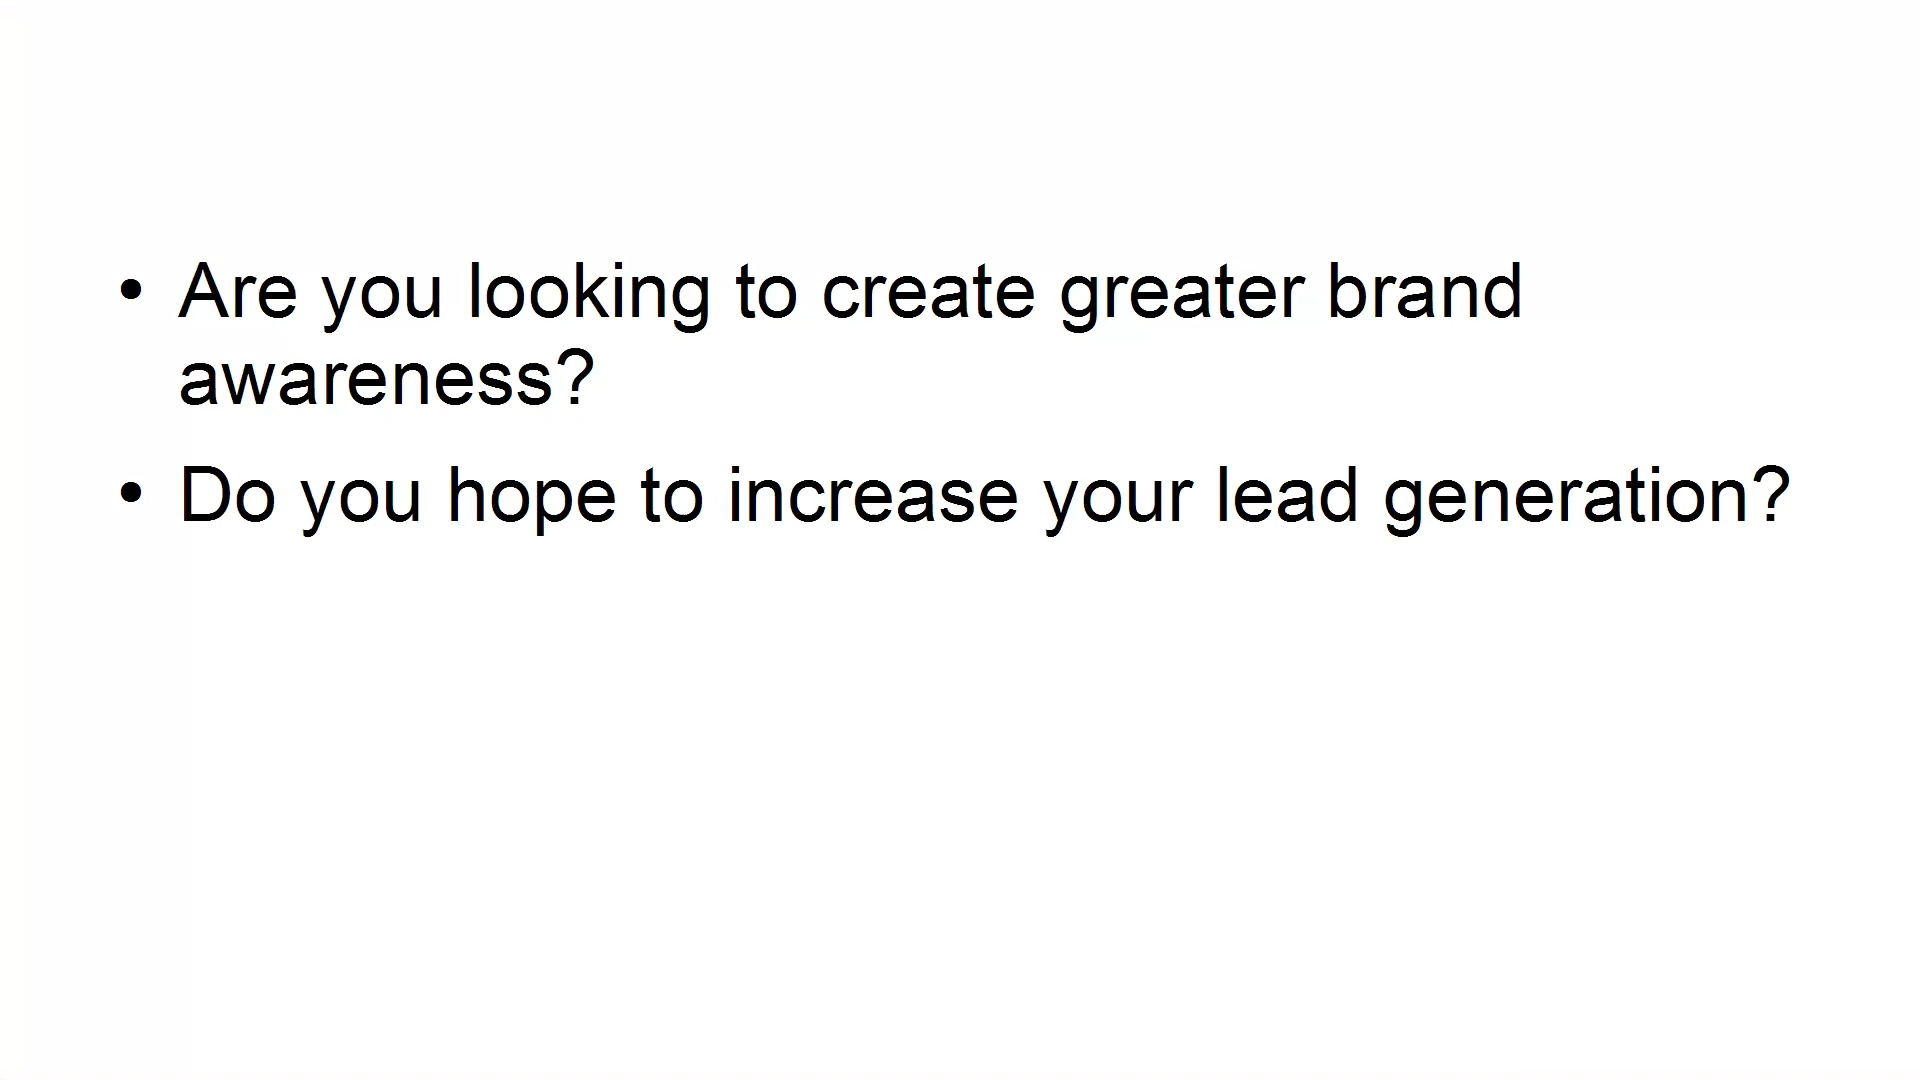 • Are you looking to create greater brand
awareness?
• Do you hope to increase your lead generation?